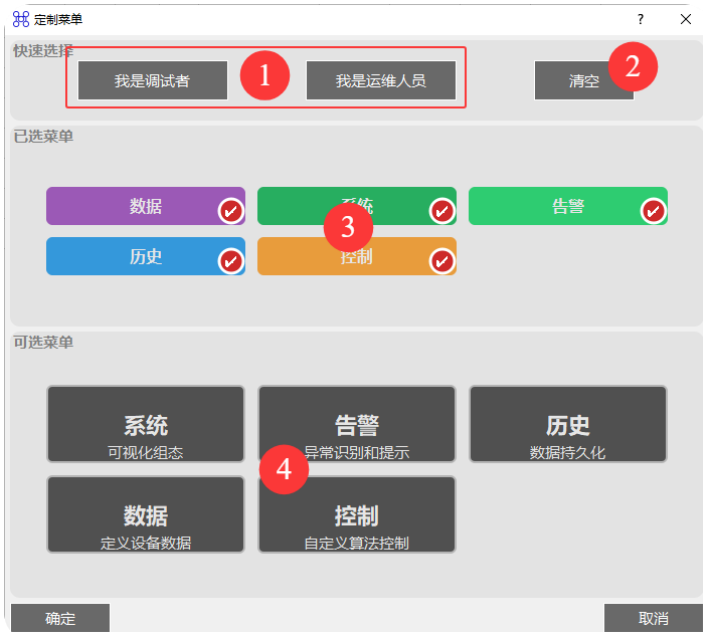 定制菜单
?
快速选择
我是调试者
1
我是运维人员
清空
2
已选菜单
数据
系统
告警
3
历史
控制
可选菜单
系统
可视化组态
告警
异常识别和提示
历史
数据持久化
4
数据
定义设备数据
控制
自定义算法控制
确定
取消